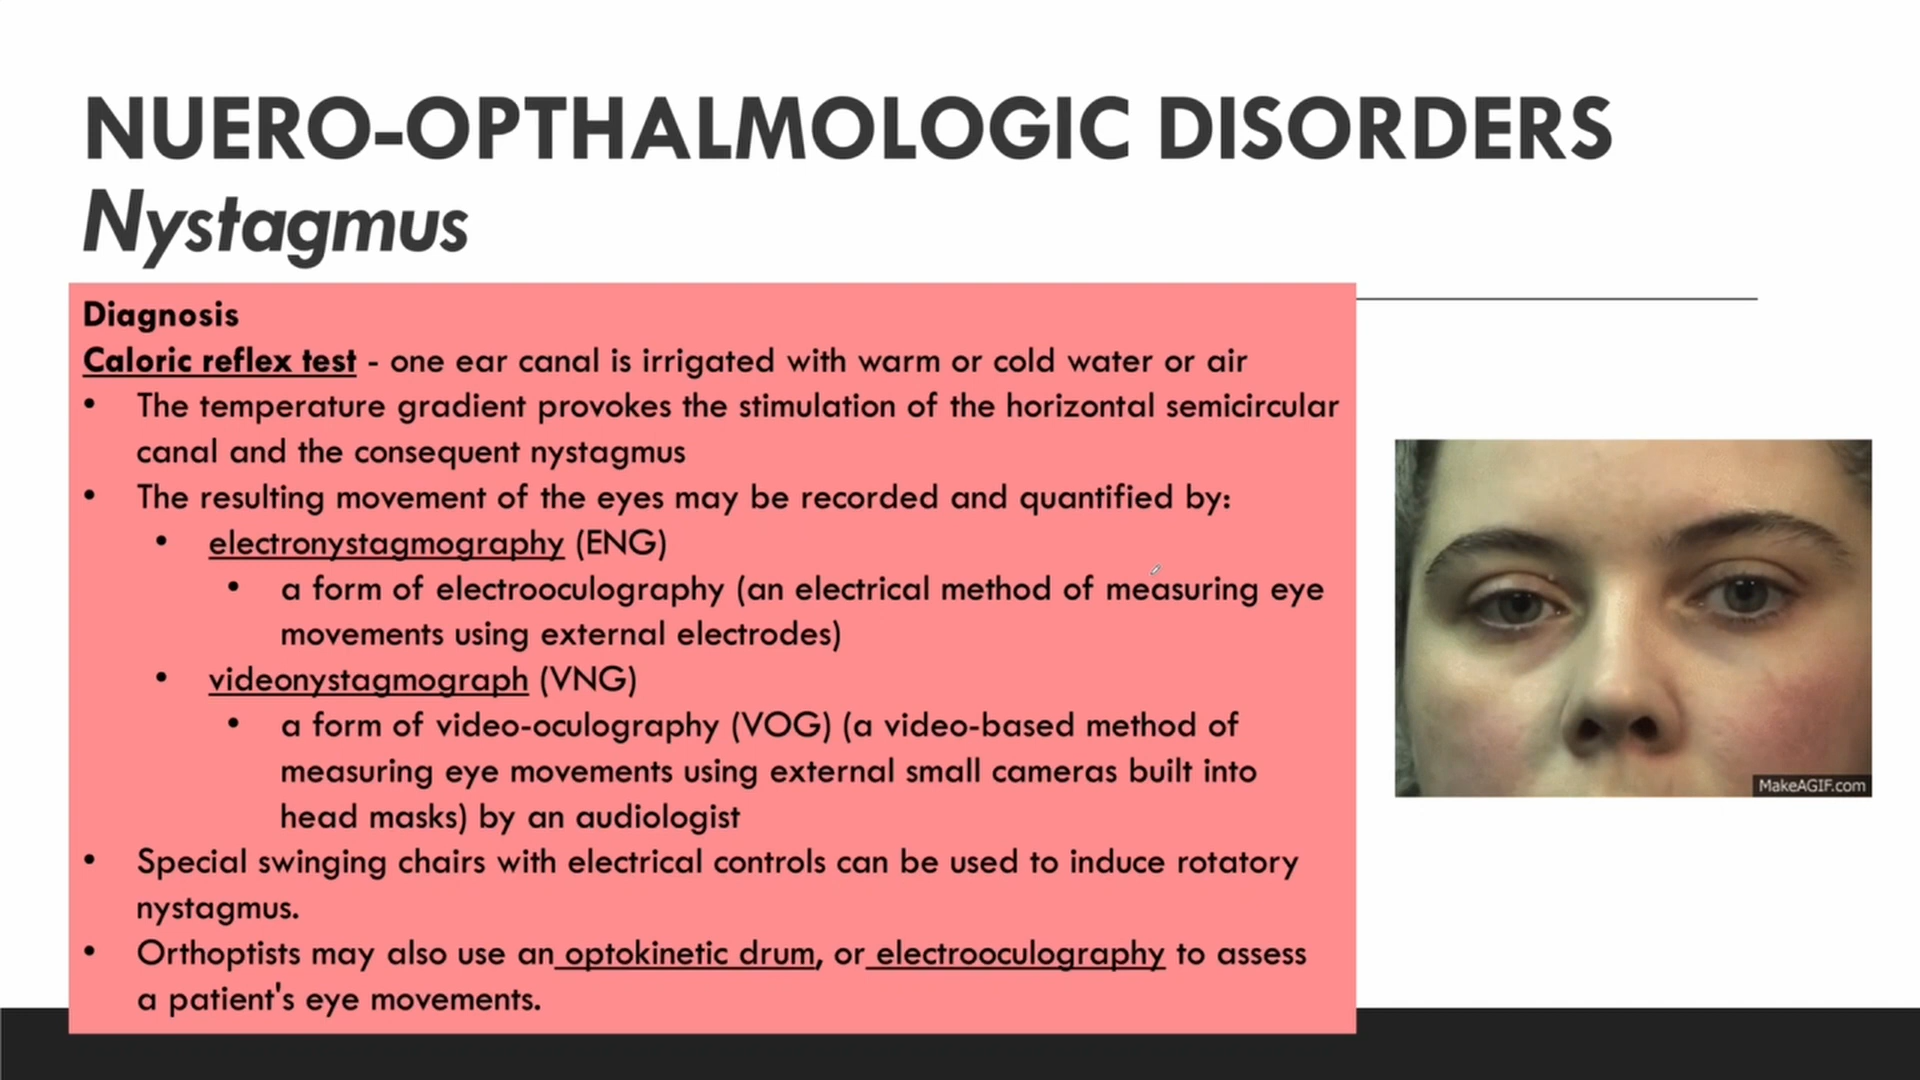 NUERO-OPTHALMOLOGIC DISORDERS
Nystagmus
Diagnosis
Caloric reflex test - one ear canal is irrigated with warm or cold water or air
• The temperature gradient provokes the stimulation of the horizontal semicircular
canal and the consequent nystagmus
• The resulting movement of the eyes may be recorded and quantified by:
• electronystagmography (ENG)
• a form of electrooculography (an electrical method of measuring eye
movements using external electrodes)
• videonystagmograph (VNG)
• a form of video-oculography (VOG) (a video-based method of
measuring eye movements using external small cameras built into
head masks) by an audiologist
• Special swinging chairs with electrical controls can be used to induce rotatory
nystagmus.
• Orthoptists may also use an optokinetic drum, or electrooculography to assess
a patient's eye movements.
MakeAGIF.com